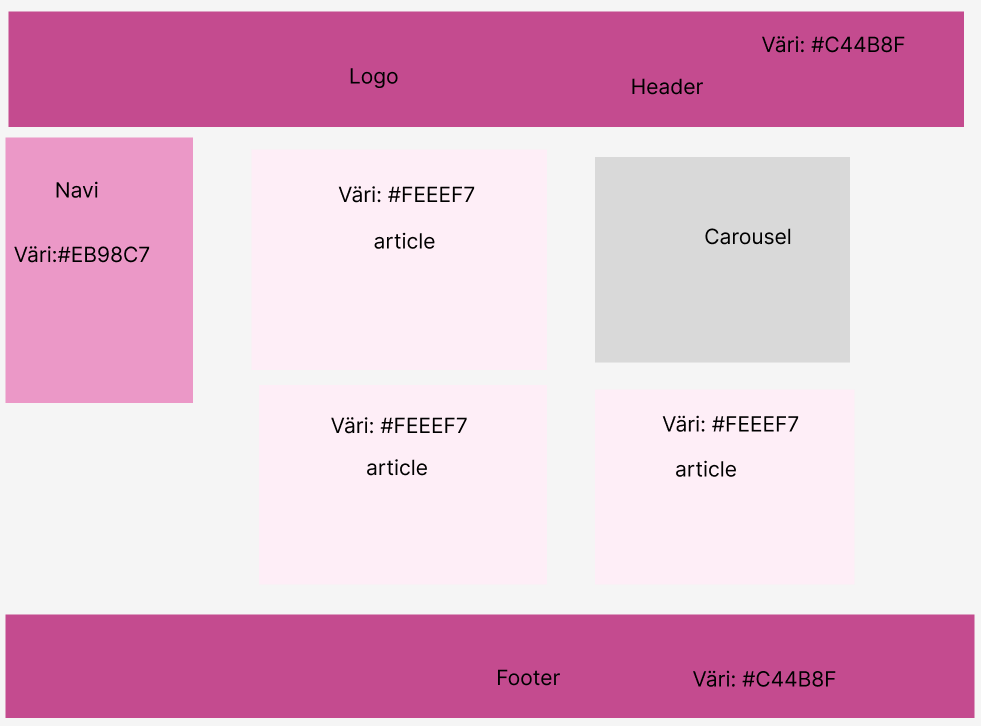 Väri: #C44B8F
Logo
Header
Navi
Väri:#EB98C7
Väri: #FEEEF7
article
Carousel
Väri: #FEEEF7
article
Väri: #FEEEF7
article
Footer
Väri: #C44B8F